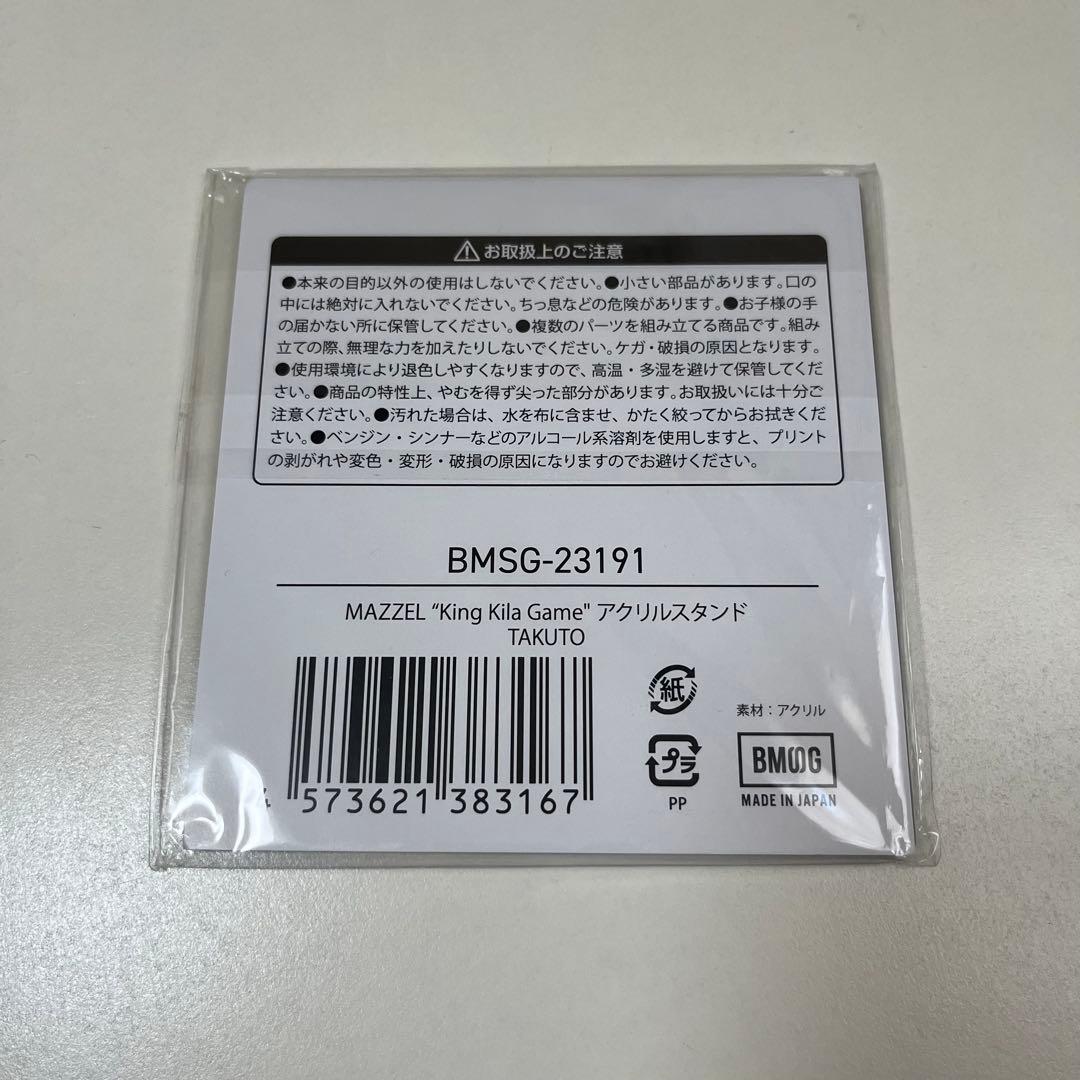 ⚠お取扱上のご注意
●本来の目的以外の使用はしないでください。●小さい部品があります。口の
中には絶対に入れないでください。ちっ息などの危険があります。●お子様の手
の届かない所に保管してください。●複数のパーツを組み立てる商品です。組み
立ての際、無理な力を加えたりしないでください。ケガ・破損の原因となります。
●使用環境により退色しやすくなりますので、高温・多湿を避けて保管してくだ
さい。●商品の特性上、やむを得ず尖った部分があります。お取扱いには十分ご
注意ください。●汚れた場合は、水を布に含ませ、かたく絞ってからお拭きくだ
さい。●ベンジン・シンナーなどのアルコール系溶剤を使用しますと、プリント
の剥がれや変色・変形・破損の原因になりますのでお避けください。
BMSG-23191
MAZZEL “King Kila Game" アクリルスタンド
TAKUTO
紙
素材：アクリル
プラ
PP
BMSG
MADE IN JAPAN
4 573621 383167